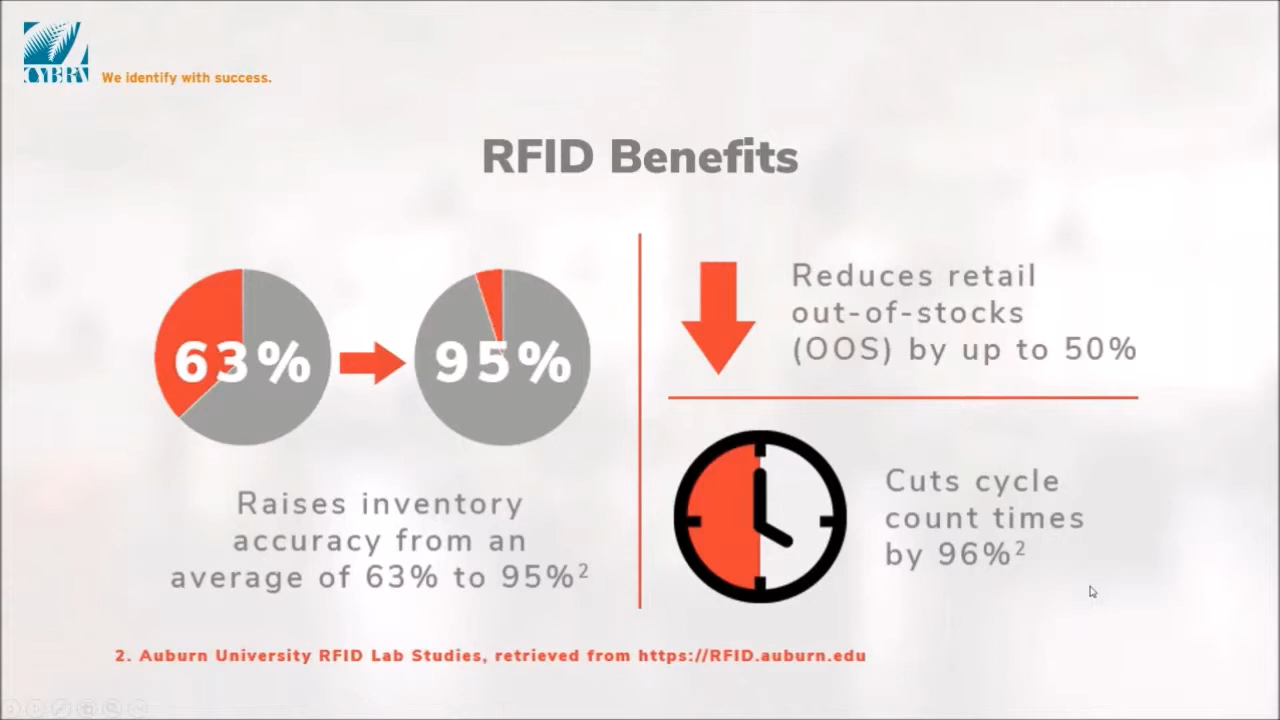 CYBRA
We identify with success.
RFID Benefits
63%
95%
Raises inventory
accuracy from an
average of 63% to 95%²
Reduces retail
out-of-stocks
(OOS) by up to 50%
Cuts cycle
count times
by 96%²
2. Auburn University RFID Lab Studies, retrieved from https://RFID.auburn.edu